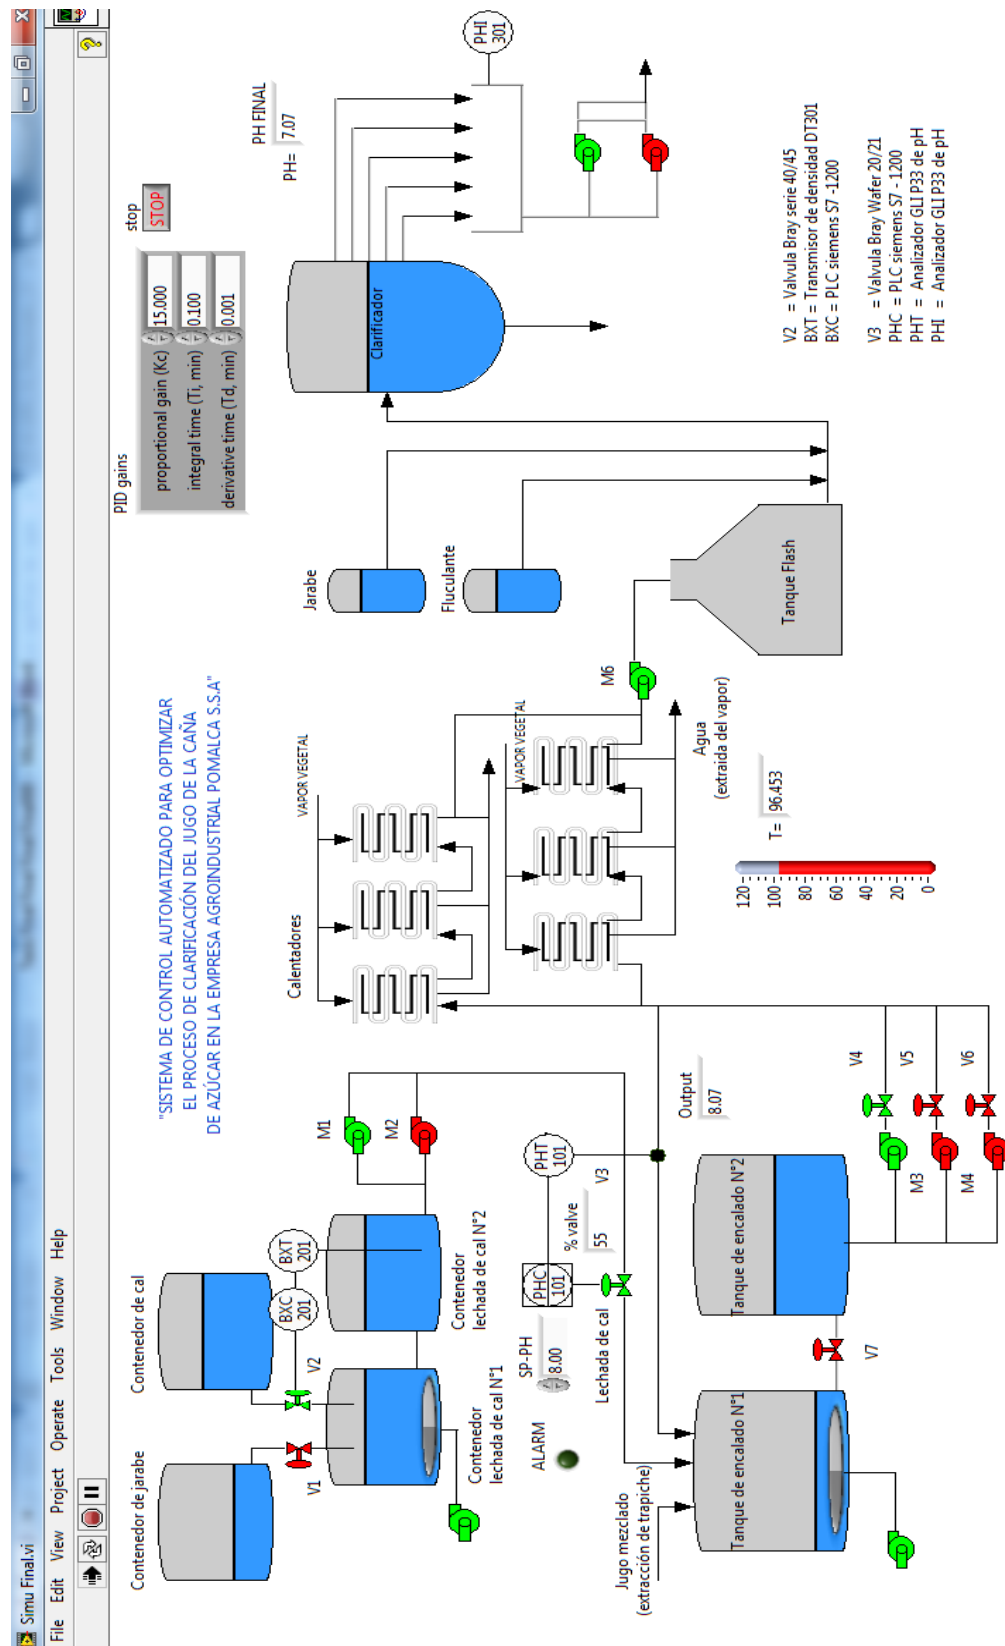 Simu Final.vi
File Edit View Project Operate Tools Window Help
"SISTEMA DE CONTROL AUTOMATIZADO PARA OPTIMIZAR
EL PROCESO DE CLARIFICACIÓN DEL JUGO DE LA CAÑA
DE AZÚCAR EN LA EMPRESA AGROINDUSTRIAL POMALCA S.S.A"
PID gains
proportional gain (Kc) 15.000
integral time (Ti, min) 0.100
derivative time (Td, min) 0.001
stop
STOP
PH FINAL
PH= 7.07
PHI
301
Contenedor de jarabe
Contenedor de cal
V1
V2
BXC
201
BXT
201
Contenedor
lechada de cal N°1
Contenedor
lechada de cal N°2
M1
M2
Calentadores
VAPOR VEGETAL
VAPOR VEGETAL
Jarabe
Fluculante
Clarificador
ALARM
SP-PH
8.00
PHC
101
% valve
55
PHT
101
V3
Lechada de cal
Jugo mezclado
(extracción de trapiche)
Tanque de encalado N°1
V7
Tanque de encalado N°2
Output
8.07
M3
M4
V4
V5
V6
M6
Agua
(extraida del vapor)
T= 96.453
120-
100-
80-
60-
40-
20-
0-
Tanque Flash
V2 = Valvula Bray serie 40/45
BXT = Transmisor de densidad DT301
BXC = PLC siemens S7 -1200
V3 = Valvula Bray Wafer 20/21
PHC = PLC siemens S7 - 1200
PHT = Analizador GLI P33 de pH
PHI = Analizador GLI P33 de pH